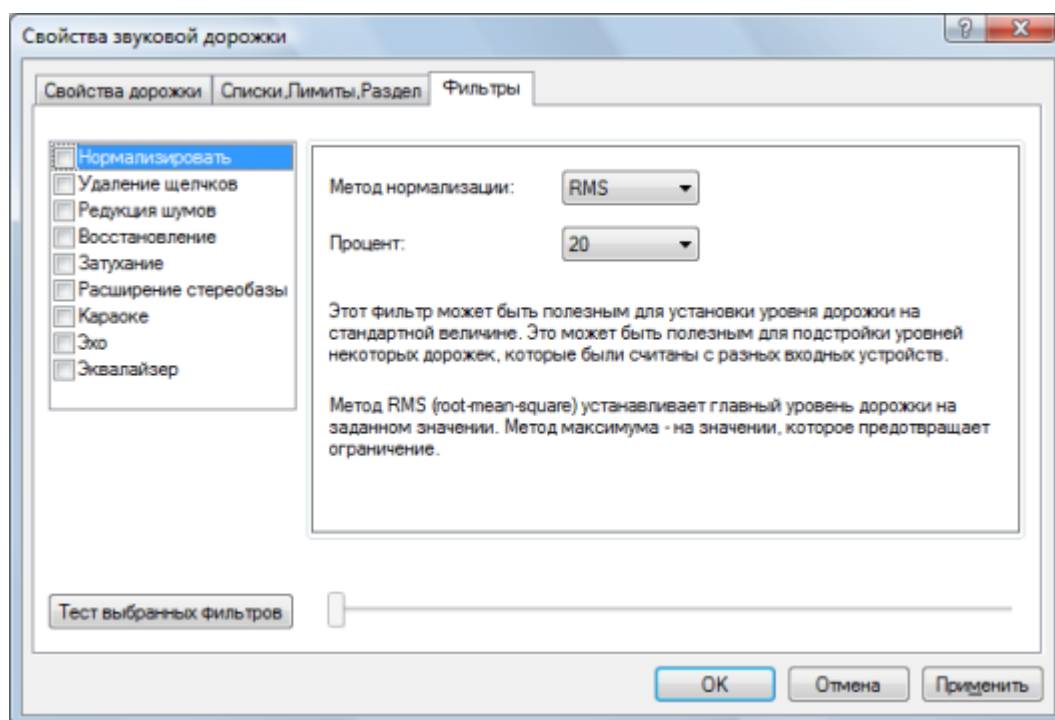 Свойства звуковой дорожки
Свойства дорожки
Списки,Лимиты,Раздел
Фильтры
Нормализировать
Удаление щелчков
Редукция шумов
Восстановление
Затухание
Расширение стереобазы
Караоке
Эхо
Эквалайзер
Метод нормализации:
RMS
Процент:
20
Этот фильтр может быть полезным для установки уровня дорожки на
стандартной величине. Это может быть полезным для подстройки уровней
некоторых дорожек, которые были считаны с разных входных устройств.
Метод RMS (root-mean-square) устанавливает главный уровень дорожки на
заданном значении. Метод максимума - на значении, которое предотвращает
ограничение.
Тест выбранных фильтров
OK
Отмена
Применить